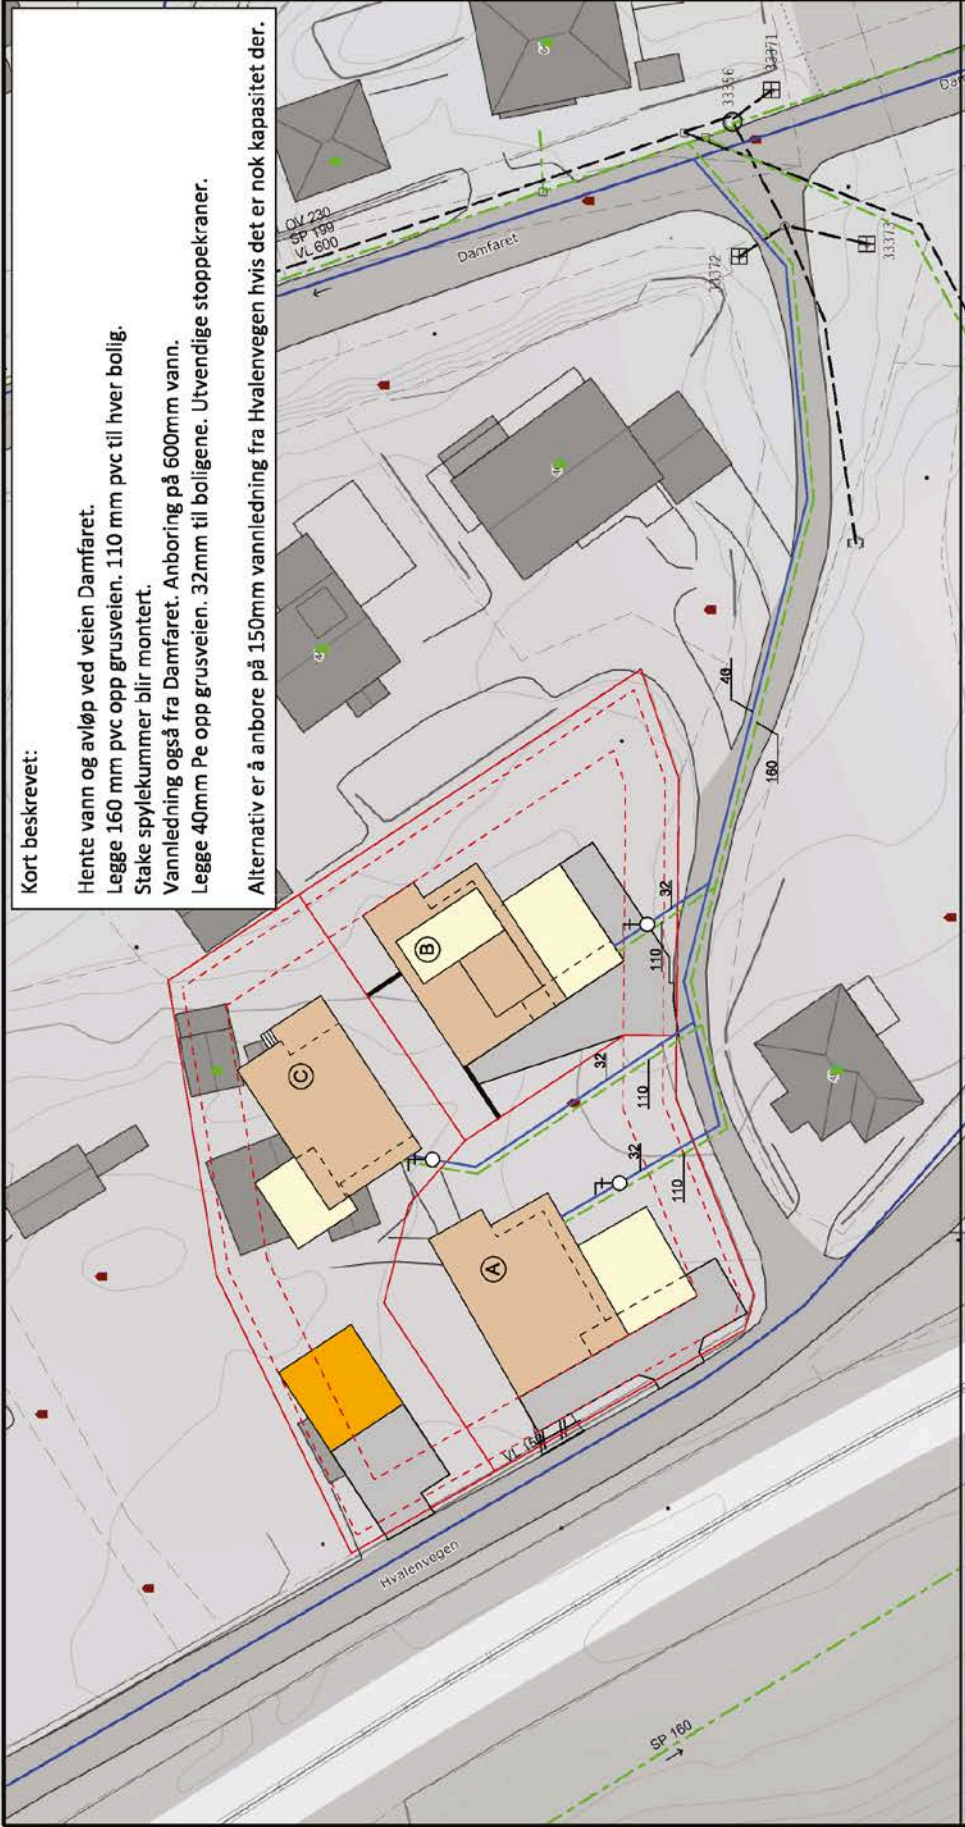 Kort beskrevet:
Hente vann og avløp ved veien Damfaret.
Legge 160 mm pvc opp grusveien. 110 mm pvc til hver bolig.
Stake spylekummer blir montert.
Vannledning også fra Damfaret. Anboring på 600mm vann.
Legge 40mm Pe opp grusveien. 32mm til boligene. Utvendige stoppekraner.
Alternativ er å anbore på 150mm vannledning fra Hvalenvegen hvis det er nok kapasitet der.
OV 230
SP 199
VL 600
Damfaret
33356
33371
33372
33373
40
160
B
32
110
C
32
110
32
110
A
Hvalenvegen
SP 160